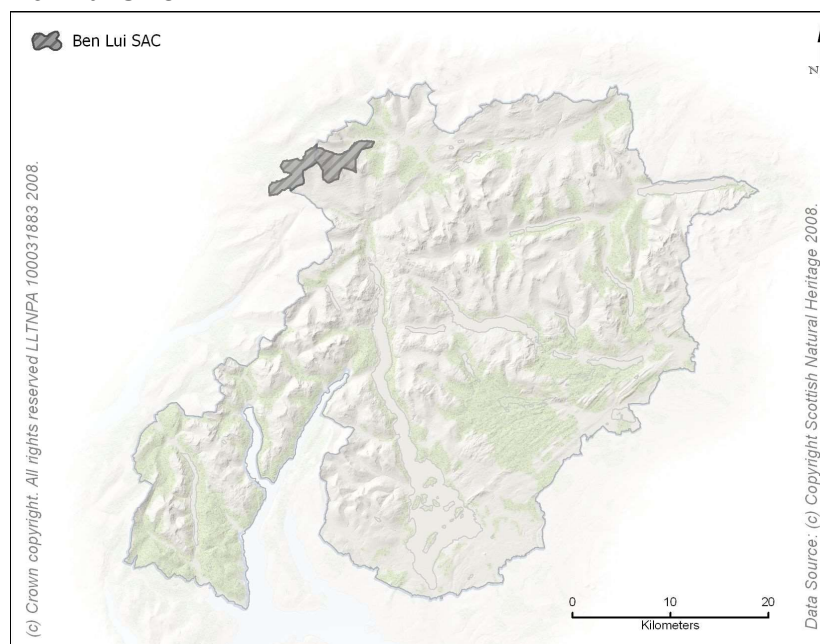 Ben Lui SAC
N
(c) Crown copyright. All rights reserved LLTNPA 100031883 2008.
Data Source: (c) Copyright Scottish Natural Heritage 2008.
0 10 20
Kilometers